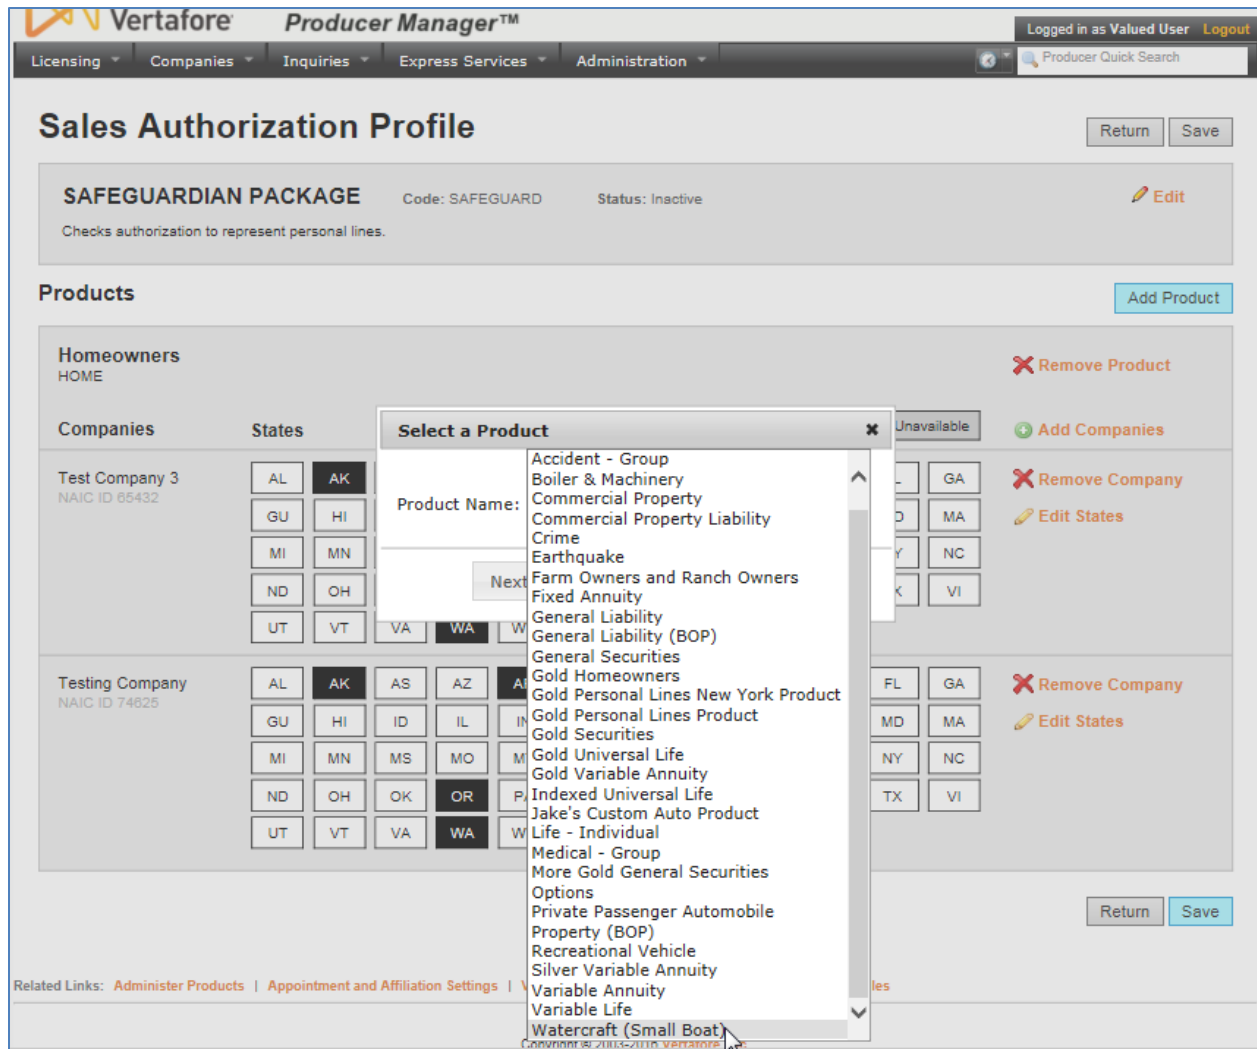 Vertafore Producer Manager™
Logged in as Valued User Logout
Licensing Companies Inquiries Express Services Administration Producer Quick Search
Sales Authorization Profile
Return Save
SAFEGUARDIAN PACKAGE Code: SAFEGUARD Status: Inactive Edit
Checks authorization to represent personal lines.
Products
Add Product
Homeowners
HOME
Remove Product
Companies States Unavailable Add Companies
Select a Product
Product Name:
Next
Accident - Group
Boiler & Machinery
Commercial Property
Commercial Property Liability
Crime
Earthquake
Farm Owners and Ranch Owners
Fixed Annuity
General Liability
General Liability (BOP)
General Securities
Gold Homeowners
Gold Personal Lines New York Product
Gold Personal Lines Product
Gold Securities
Gold Universal Life
Gold Variable Annuity
Indexed Universal Life
Jake's Custom Auto Product
Life - Individual
Medical - Group
More Gold General Securities
Options
Private Passenger Automobile
Property (BOP)
Recreational Vehicle
Silver Variable Annuity
Variable Annuity
Variable Life
Watercraft (Small Boat)
Test Company 3
NAIC ID 65432
AL AK GA Remove Company
GU HI MA Edit States
MI MN NC
ND OH VI
UT VT VA WA
Testing Company
NAIC ID 74625
AL AK AS AZ FL GA Remove Company
GU HI ID IL MD MA Edit States
MI MN MS MO NY NC
ND OH OK OR TX VI
UT VT VA WA
Return Save
Related Links: Administer Products | Appointment and Affiliation Settings |
Copyright © 2003-2016 Vertafore